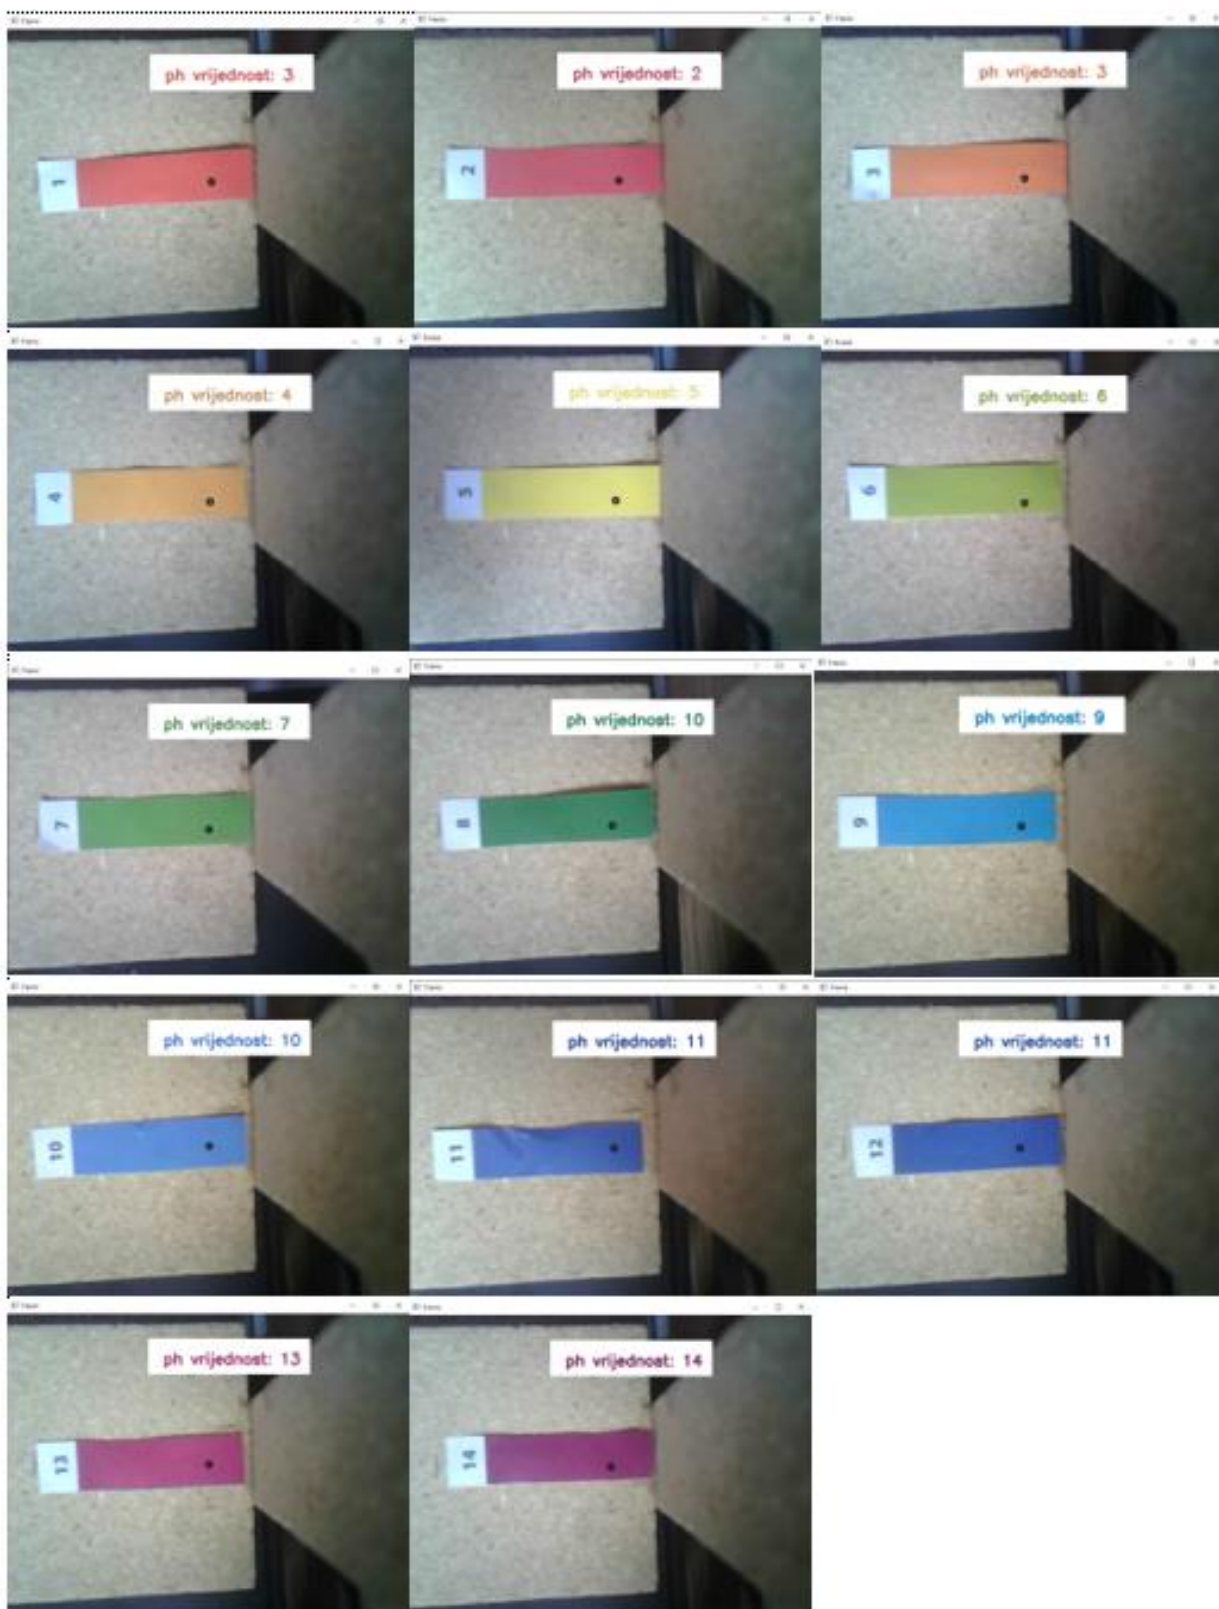 ph vrijednost: 3
1
ph vrijednost: 2
2
ph vrijednost: 3
3
ph vrijednost: 4
4
ph vrijednost: 5
5
ph vrijednost: 6
6
ph vrijednost: 7
7
ph vrijednost: 10
8
ph vrijednost: 9
9
ph vrijednost: 10
10
ph vrijednost: 11
11
ph vrijednost: 11
12
ph vrijednost: 13
13
ph vrijednost: 14
14